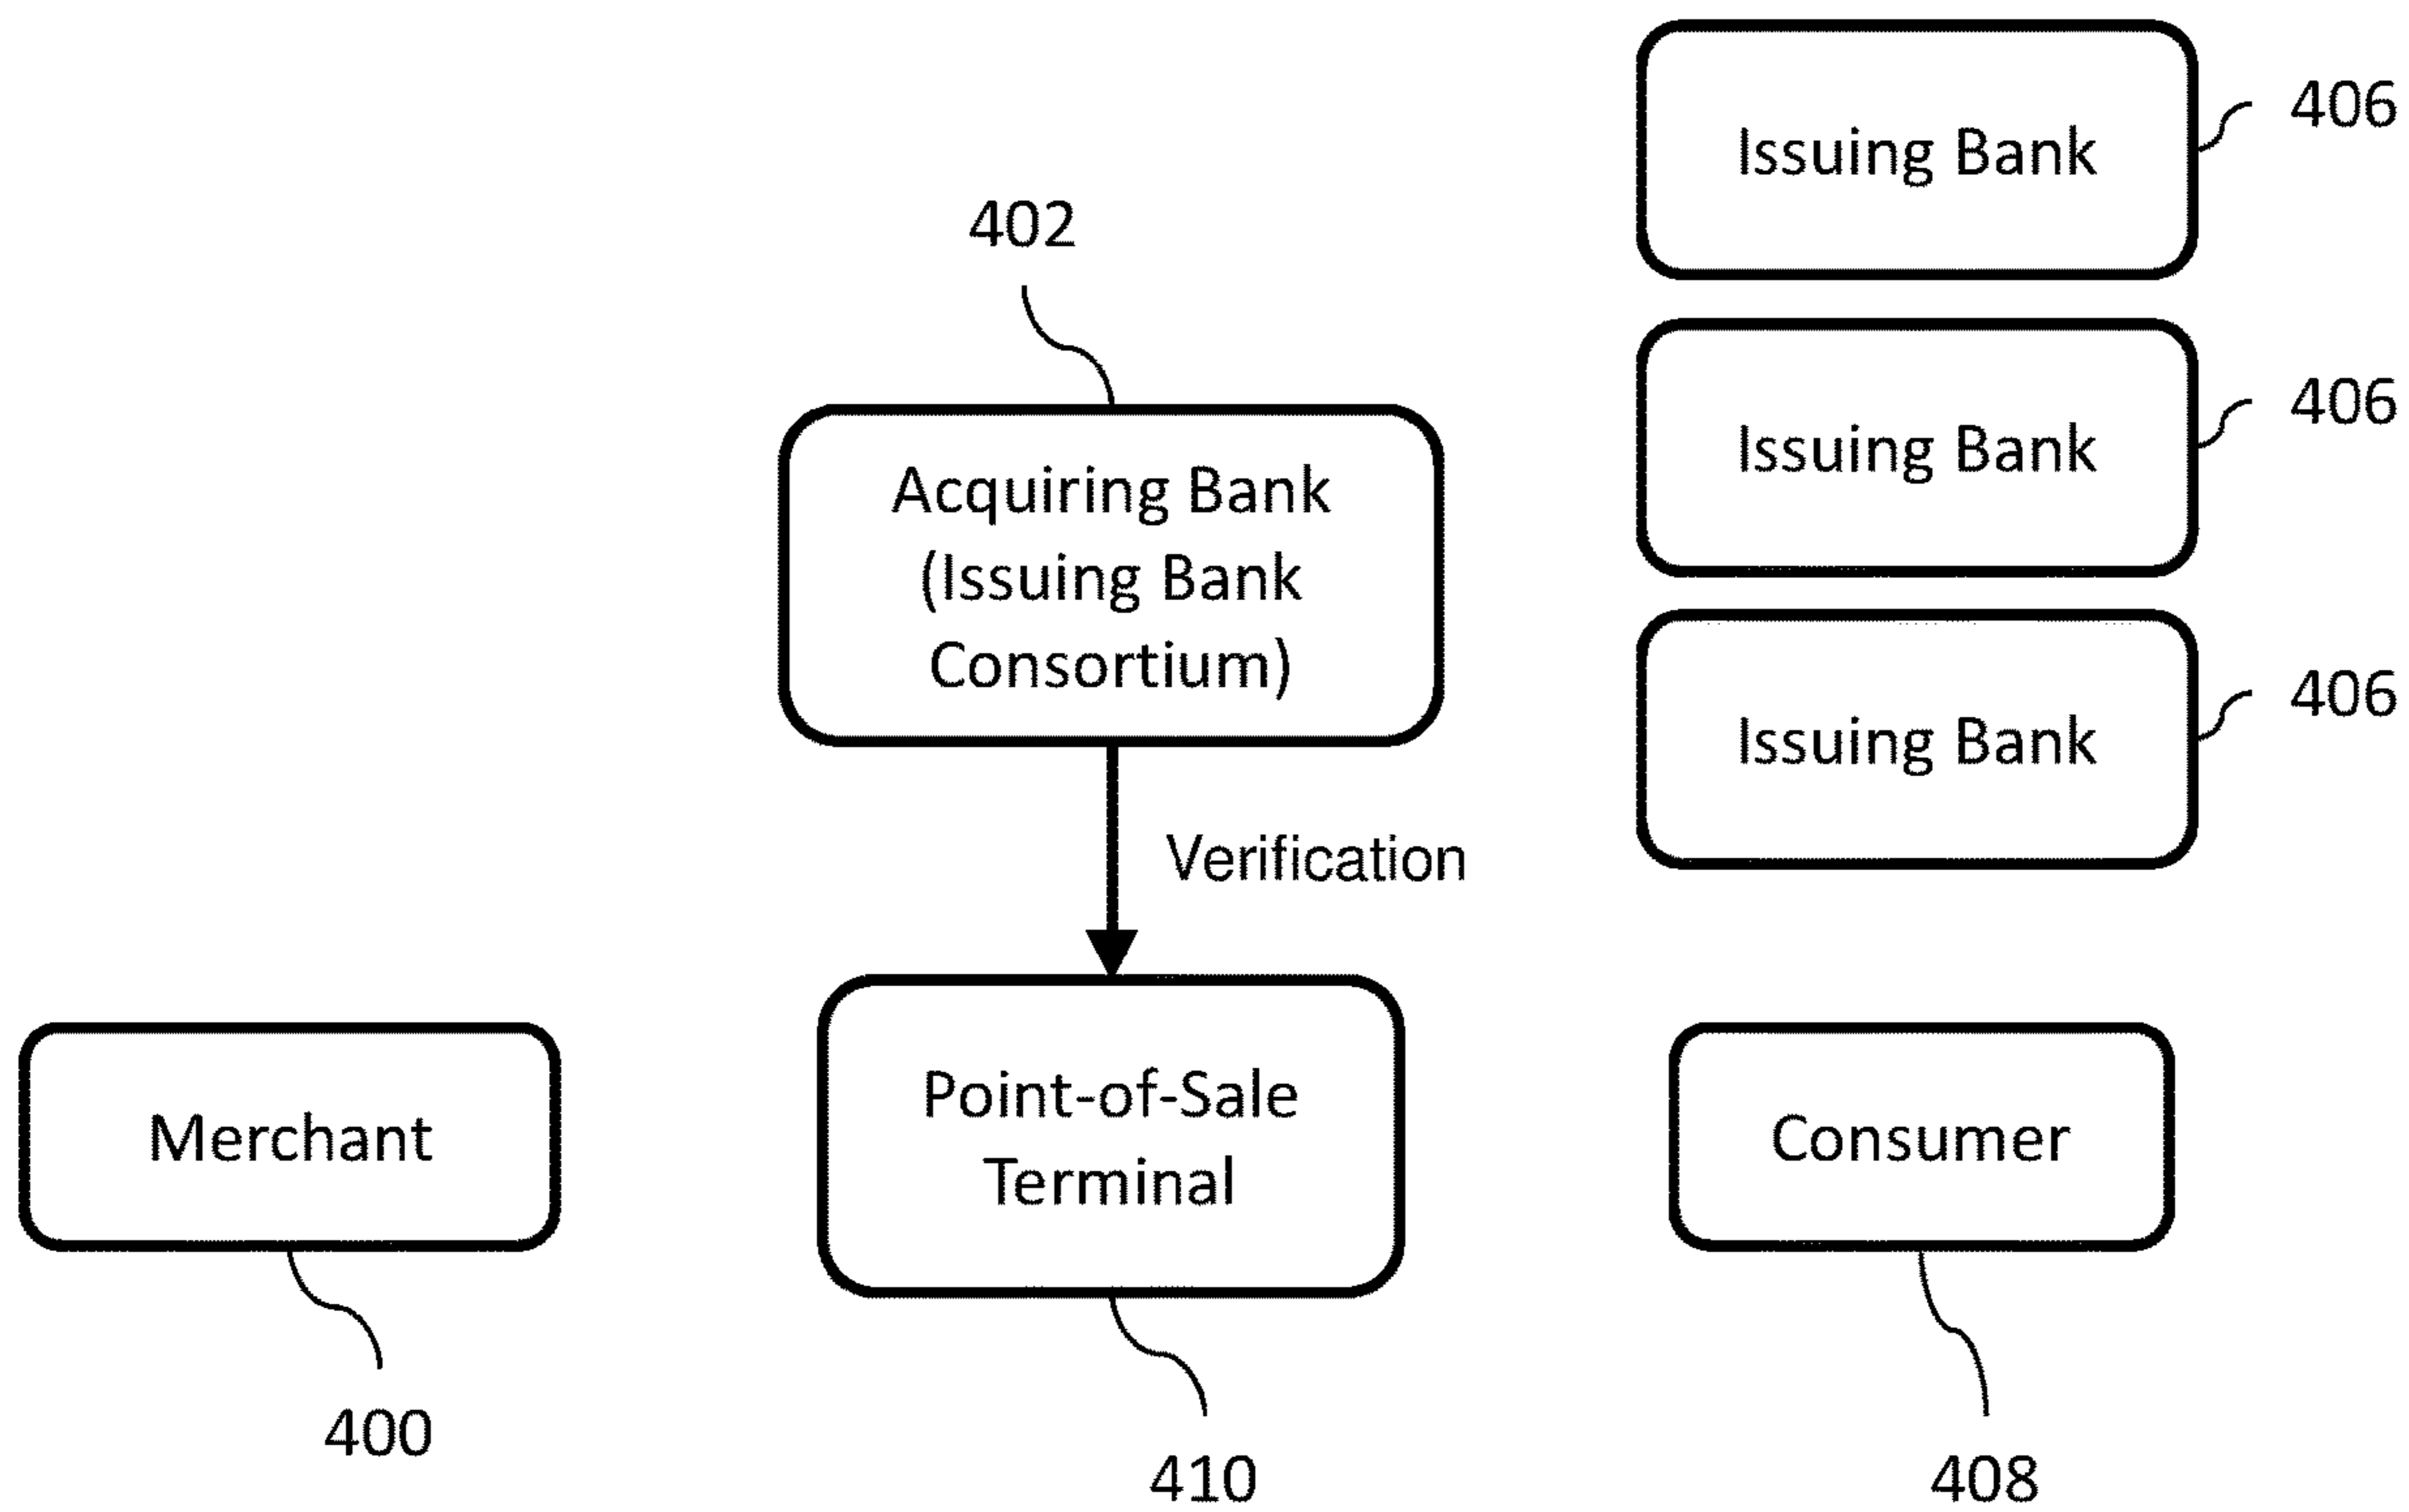 406
Issuing Bank
402
406
Issuing Bank
Acquiring Bank
(Issuing Bank
Consortium)
406
Issuing Bank
Verification
Point-of-Sale
Terminal
Merchant
Consumer
400
410
408